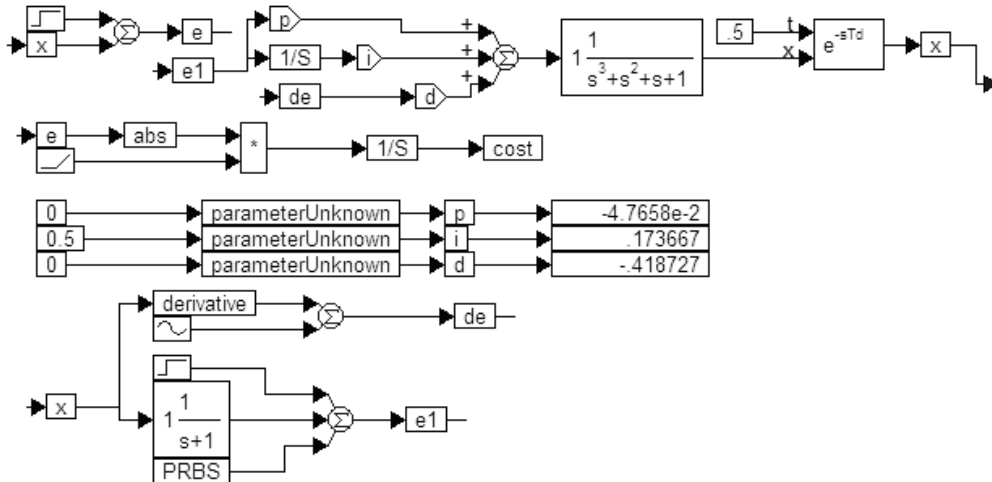 x Σ e
p
e1 1/S i
de d
+ + + Σ
1 1 / s³+s²+s+1
.5 t
x e⁻ˢᵀᵈ x
e abs * 1/S cost
0 parameterUnknown p -4.7658e-2
0.5 parameterUnknown i .173667
0 parameterUnknown d -.418727
derivative Σ de
x 1 1 / s+1 Σ e1
PRBS